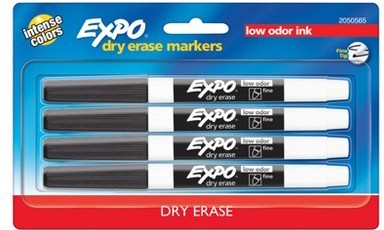 intense
colors
EXPO®
dry erase markers
low odor ink
2050565
Fine
Tip
EXPO low odor
dry erase fine
EXPO low odor
dry erase fine
EXPO low odor
dry erase fine
EXPO low odor
dry erase fine
DRY ERASE